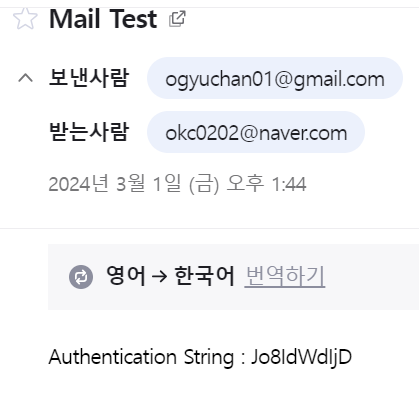 Mail Test
보낸사람 ogyuchan01@gmail.com
받는사람 okc0202@naver.com
2024년 3월 1일 (금) 오후 1:44
영어 → 한국어 번역하기
Authentication String : Jo8IdWdIjD